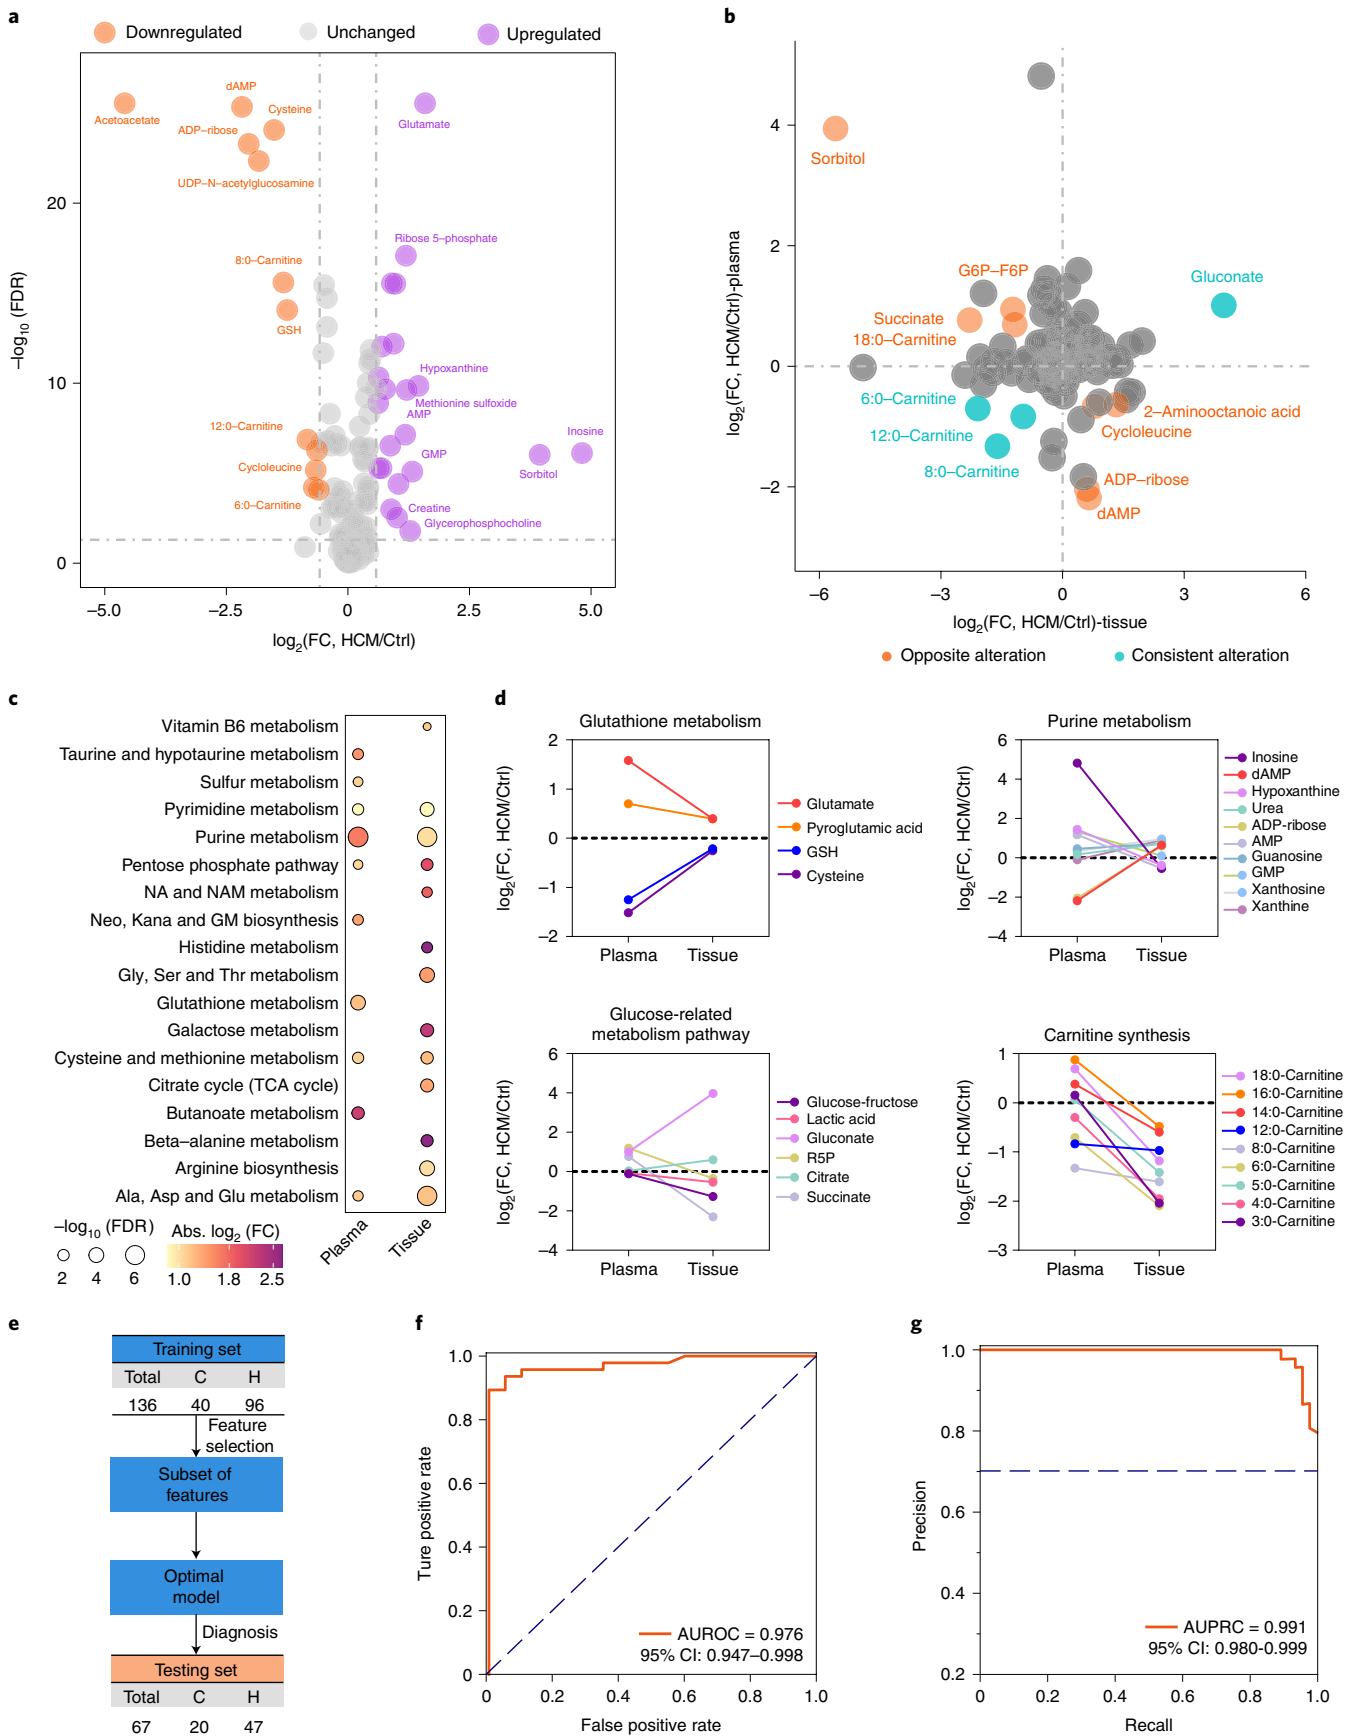 a
Downregulated
Unchanged
Upregulated
dAMP
Cysteine
Acetoacetate
ADP–ribose
UDP–N–acetylglucosamine
Glutamate
20
Ribose 5–phosphate
8:0–Carnitine
GSH
−log10 (FDR)
10
Hypoxanthine
Methionine sulfoxide
AMP
12:0–Carnitine
Inosine
GMP
Cycloleucine
Sorbitol
6:0–Carnitine
Creatine
Glycerophosphocholine
0
−5.0
−2.5
0
2.5
5.0
log2(FC, HCM/Ctrl)
b
4
Sorbitol
2
G6P–F6P
Gluconate
Succinate
18:0–Carnitine
0
6:0–Carnitine
2–Aminooctanoic acid
12:0–Carnitine
Cycloleucine
8:0–Carnitine
ADP–ribose
−2
dAMP
log2(FC, HCM/Ctrl)-plasma
−6
−3
0
3
6
log2(FC, HCM/Ctrl)-tissue
Opposite alteration
Consistent alteration
c
Vitamin B6 metabolism
Taurine and hypotaurine metabolism
Sulfur metabolism
Pyrimidine metabolism
Purine metabolism
Pentose phosphate pathway
NA and NAM metabolism
Neo, Kana and GM biosynthesis
Histidine metabolism
Gly, Ser and Thr metabolism
Glutathione metabolism
Galactose metabolism
Cysteine and methionine metabolism
Citrate cycle (TCA cycle)
Butanoate metabolism
Beta–alanine metabolism
Arginine biosynthesis
Ala, Asp and Glu metabolism
Plasma
Tissue
−log10 (FDR)
2
4
6
Abs. log2 (FC)
1.0
1.8
2.5
d
Glutathione metabolism
2
1
0
−1
−2
log2(FC, HCM/Ctrl)
Plasma
Tissue
Glutamate
Pyroglutamic acid
GSH
Cysteine
Purine metabolism
6
4
2
0
−2
−4
log2(FC, HCM/Ctrl)
Plasma
Tissue
Inosine
dAMP
Hypoxanthine
Urea
ADP-ribose
AMP
Guanosine
GMP
Xanthosine
Xanthine
Glucose-related
metabolism pathway
6
4
2
0
−2
−4
log2(FC, HCM/Ctrl)
Plasma
Tissue
Glucose-fructose
Lactic acid
Gluconate
R5P
Citrate
Succinate
Carnitine synthesis
1
0
−1
−2
−3
log2(FC, HCM/Ctrl)
Plasma
Tissue
18:0-Carnitine
16:0-Carnitine
14:0-Carnitine
12:0-Carnitine
8:0-Carnitine
6:0-Carnitine
5:0-Carnitine
4:0-Carnitine
3:0-Carnitine
e
Training set
Total C H
136 40 96
Feature
selection
Subset of
features
Optimal
model
Diagnosis
Testing set
Total C H
67 20 47
f
1.0
0.8
0.6
0.4
0.2
0
Ture positive rate
AUROC = 0.976
95% CI: 0.947–0.998
0
0.2
0.4
0.6
0.8
1.0
False positive rate
g
1.0
0.8
0.6
0.4
0.2
Precision
AUPRC = 0.991
95% CI: 0.980-0.999
0
0.2
0.4
0.6
0.8
1.0
Recall